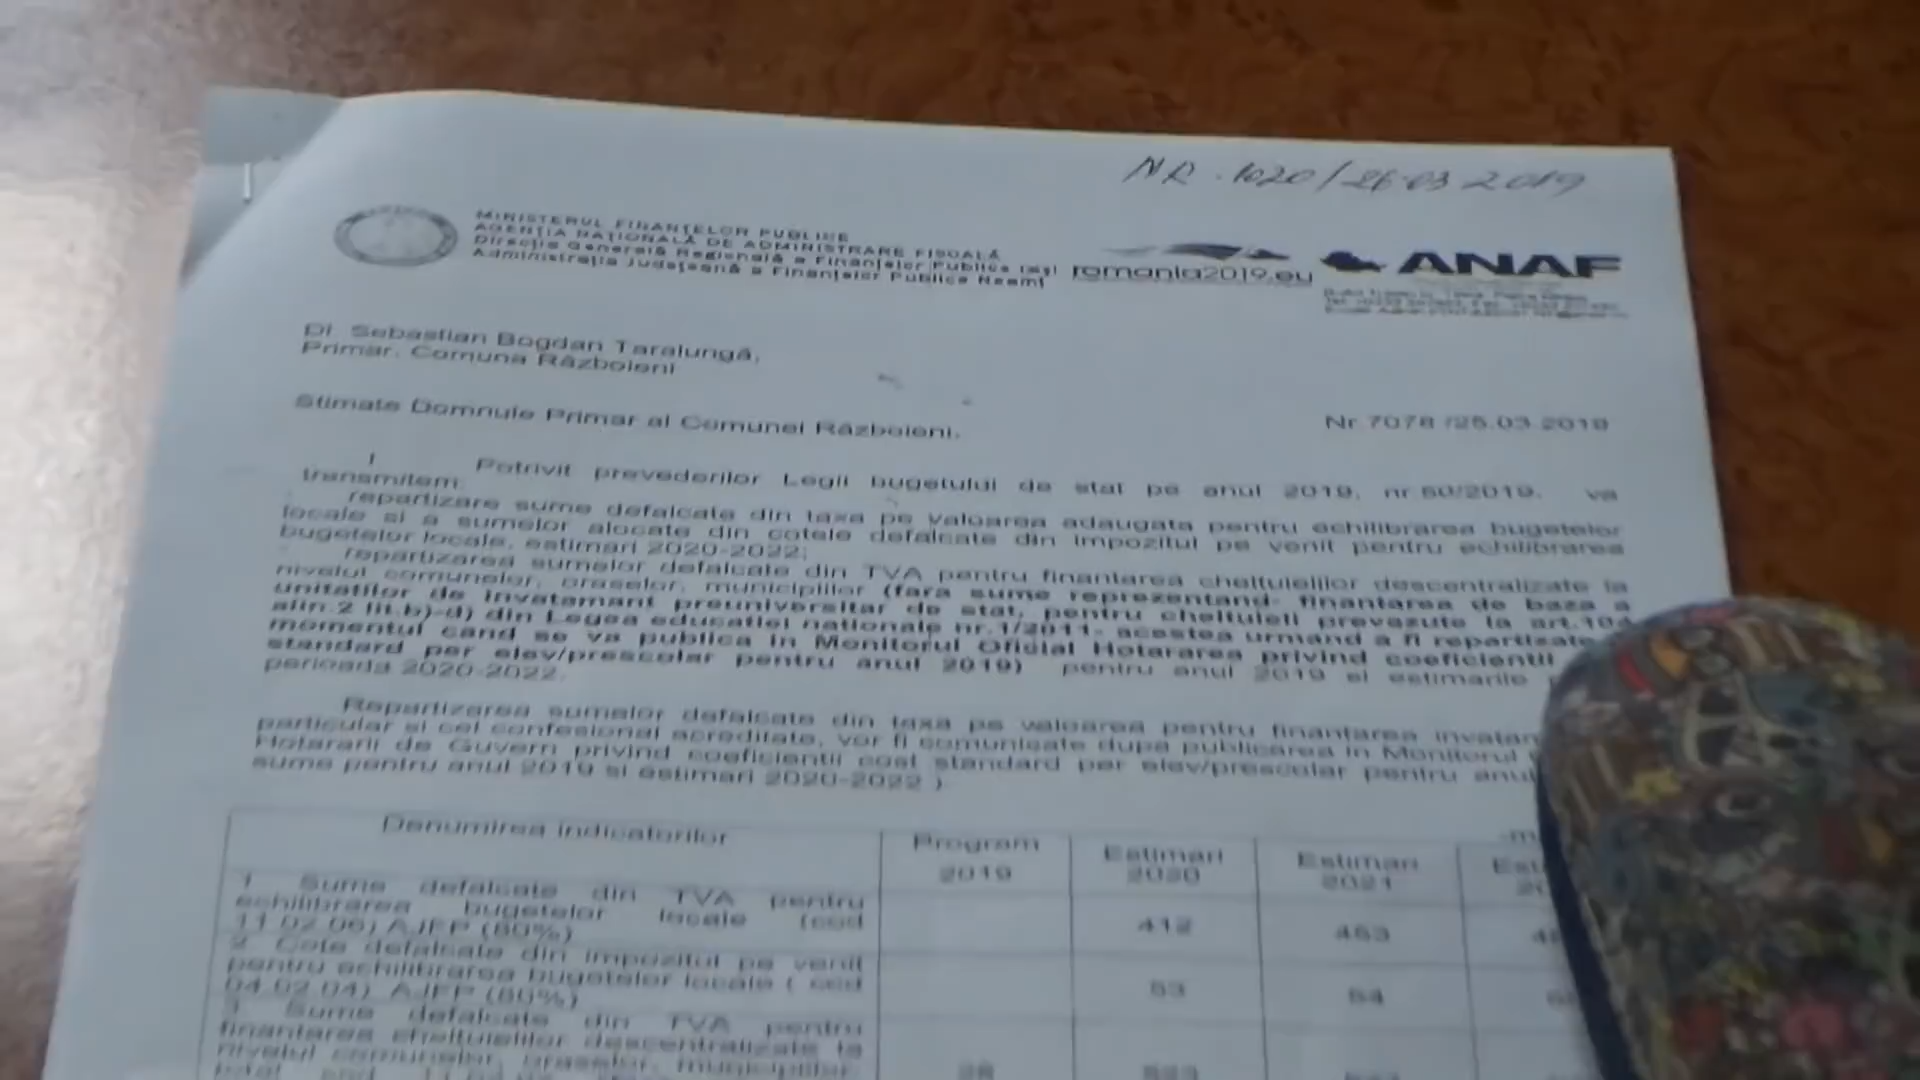 NR. 1020/26.03 2019
MINISTERUL FINANȚELOR PUBLICE
AGENȚIA NAȚIONALĂ DE ADMINISTRARE FISCALĂ
Direcția Generală Regională a Finanțelor Publice Iași
Administrația Județeană a Finanțelor Publice Neamț
romania2019.eu
ANAF
Dl. Sebastian Bogdan Taralungă,
Primar, Comuna Războieni
Stimate Domnule Primar al Comunei Războieni,
Nr 7078 /25.03 2019
Potrivit prevederilor Legii bugetului de stat pe anul 2019, nr 50/2019, va
transmitem:
repartizare sume defalcate din taxa pe valoarea adaugata pentru echilibrarea bugetelor
locale si a sumelor alocate din cotele defalcate din impozitul pe venit pentru echilibrarea
bugetelor locale, estimari 2020-2022;
repartizarea sumelor defalcate din TVA pentru finantarea cheltuielilor descentralizate la
nivelul comunelor, oraselor, municipiilor (fara sume reprezentand- finantarea de baza a
unitatilor de invatamant preuniversitar de stat, pentru cheltuieli prevazute la art.104
alin.2 lit.b)-d) din Legea educatiei nationale nr.1/2011- acestea urmand a fi repartizate
momentul cand se va publica in Monitorul Oficial Hotararea privind coeficientii
standard per elev/prescolar pentru anul 2019) pentru anul 2019 si estimarile
perioada 2020-2022.
Repartizarea sumelor defalcate din taxa pe valoarea pentru finantarea invatan
particular si cel confesional acreditate, vor fi comunicate dupa publicarea in Monitorul
Hotararii de Guvern privind coeficientii cost standard per elev/prescolar pentru anul
sume pentru anul 2019 si estimari 2020-2022 )
Denumirea indicatorilor
Program
2019
Estimari
2020
Estimari
2021
1 Sume defalcate din TVA pentru
echilibrarea bugetelor locale (cod
11.02.06) AJFP (80%)
412
453
2 Cote defalcate din impozitul pe venit
pentru echilibrarea bugetelor locale ( cod
04.02.04) AJFP (80%)
53
54
3 Sume defalcate din TVA pentru
finantarea cheltuielilor descentralizate la
nivelul comunelor, oraselor, municipiilor,